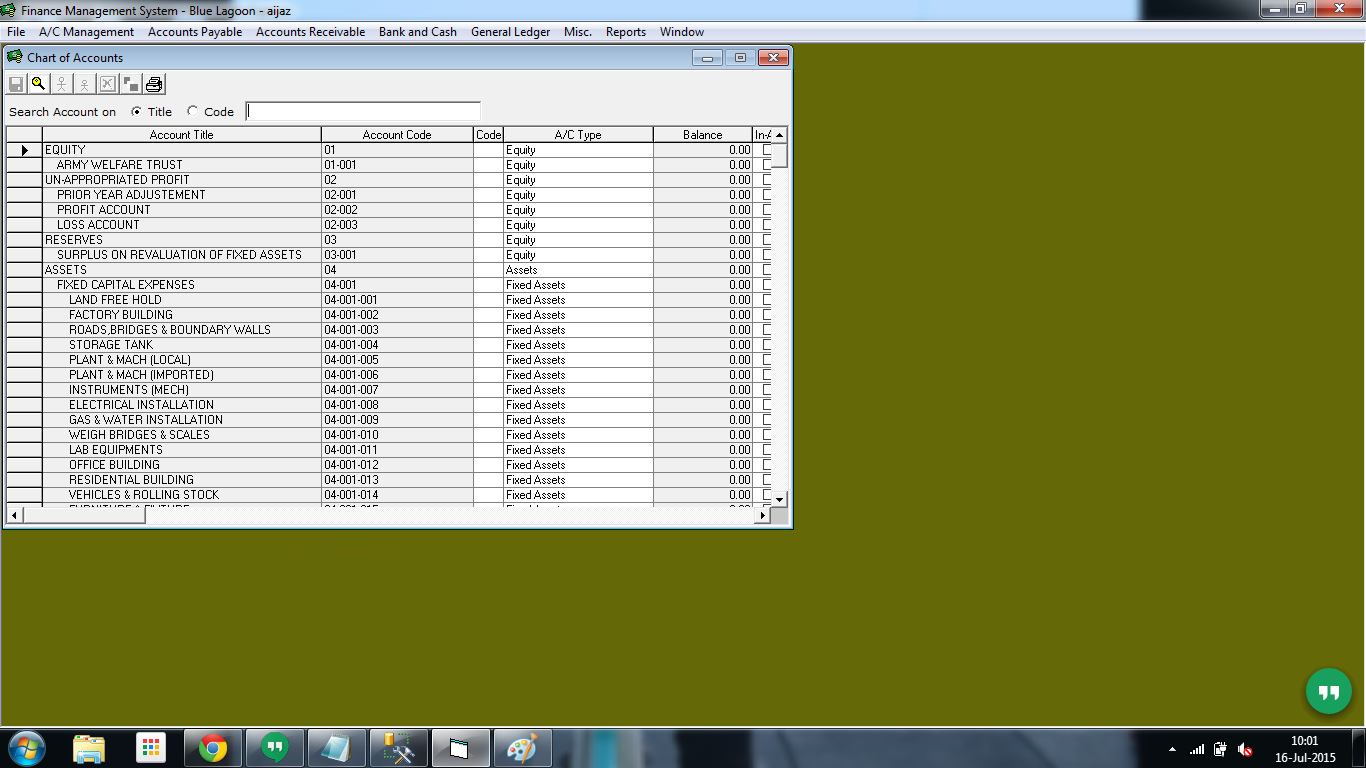 Finance Management System - Blue Lagoon - aijaz
File A/C Management Accounts Payable Accounts Receivable Bank and Cash General Ledger Misc. Reports Window
Chart of Accounts
Search Account on Title Code
Account Title Account Code Code A/C Type Balance In-A
EQUITY 01 Equity 0.00
ARMY WELFARE TRUST 01-001 Equity 0.00
UN-APPROPRIATED PROFIT 02 Equity 0.00
PRIOR YEAR ADJUSTEMENT 02-001 Equity 0.00
PROFIT ACCOUNT 02-002 Equity 0.00
LOSS ACCOUNT 02-003 Equity 0.00
RESERVES 03 Equity 0.00
SURPLUS ON REVALUATION OF FIXED ASSETS 03-001 Equity 0.00
ASSETS 04 Assets 0.00
FIXED CAPITAL EXPENSES 04-001 Fixed Assets 0.00
LAND FREE HOLD 04-001-001 Fixed Assets 0.00
FACTORY BUILDING 04-001-002 Fixed Assets 0.00
ROADS,BRIDGES & BOUNDARY WALLS 04-001-003 Fixed Assets 0.00
STORAGE TANK 04-001-004 Fixed Assets 0.00
PLANT & MACH (LOCAL) 04-001-005 Fixed Assets 0.00
PLANT & MACH (IMPORTED) 04-001-006 Fixed Assets 0.00
INSTRUMENTS (MECH) 04-001-007 Fixed Assets 0.00
ELECTRICAL INSTALLATION 04-001-008 Fixed Assets 0.00
GAS & WATER INSTALLATION 04-001-009 Fixed Assets 0.00
WEIGH BRIDGES & SCALES 04-001-010 Fixed Assets 0.00
LAB EQUIPMENTS 04-001-011 Fixed Assets 0.00
OFFICE BUILDING 04-001-012 Fixed Assets 0.00
RESIDENTIAL BUILDING 04-001-013 Fixed Assets 0.00
VEHICLES & ROLLING STOCK 04-001-014 Fixed Assets 0.00
10:01
16-Jul-2015